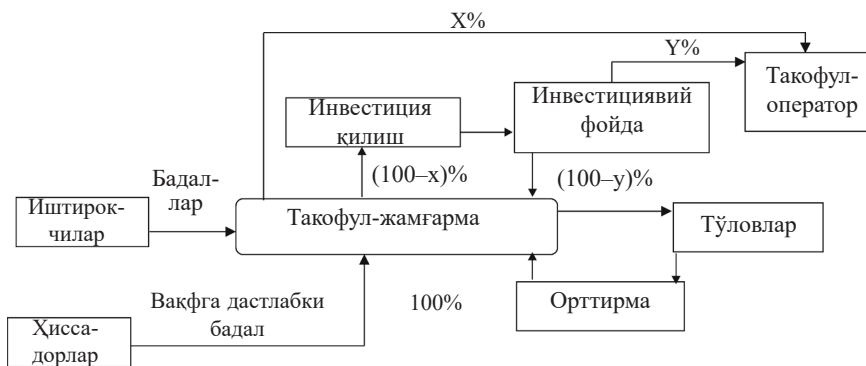 X%
Y%
Такофул-
оператор
Инвестиция
қилиш
Инвестициявий
фойда
(100–x)%
(100–y)%
Бадал-
лар
Иштирок-
чилар
Такофул-жамғарма
Тўловлар
Вақфга дастлабки
бадал
100%
Орттирма
Ҳисса-
дорлар